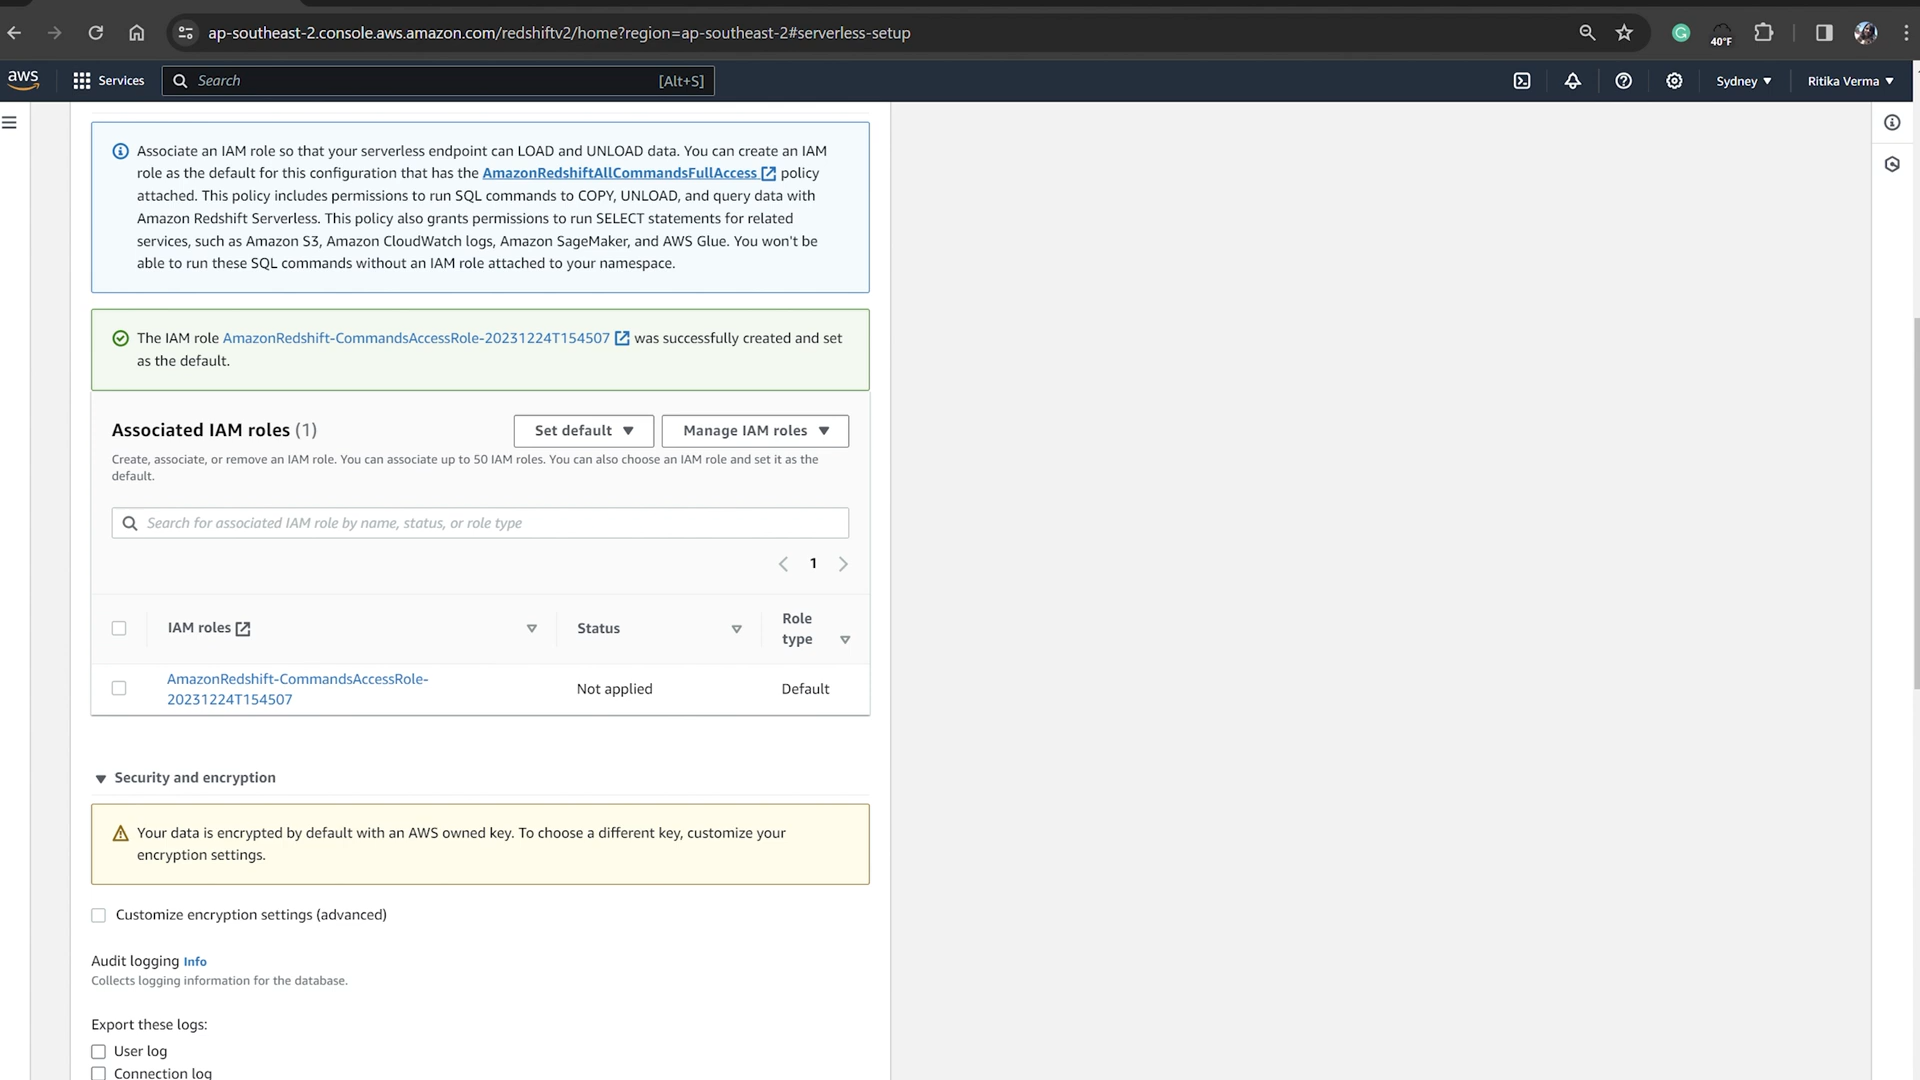 ap-southeast-2.console.aws.amazon.com/redshiftv2/home?region=ap-southeast-2#serverless-setup
40°F
aws
Services
Search
[Alt+S]
Sydney ▼
Ritika Verma ▼
Associate an IAM role so that your serverless endpoint can LOAD and UNLOAD data. You can create an IAM
role as the default for this configuration that has the AmazonRedshiftAllCommandsFullAccess policy
attached. This policy includes permissions to run SQL commands to COPY, UNLOAD, and query data with
Amazon Redshift Serverless. This policy also grants permissions to run SELECT statements for related
services, such as Amazon S3, Amazon CloudWatch logs, Amazon SageMaker, and AWS Glue. You won't be
able to run these SQL commands without an IAM role attached to your namespace.
The IAM role AmazonRedshift-CommandsAccessRole-20231224T154507 was successfully created and set
as the default.
Associated IAM roles (1)
Set default ▼
Manage IAM roles ▼
Create, associate, or remove an IAM role. You can associate up to 50 IAM roles. You can also choose an IAM role and set it as the
default.
Search for associated IAM role by name, status, or role type
1
IAM roles
Status
Role
type
AmazonRedshift-CommandsAccessRole-
20231224T154507
Not applied
Default
▼ Security and encryption
Your data is encrypted by default with an AWS owned key. To choose a different key, customize your
encryption settings.
Customize encryption settings (advanced)
Audit logging Info
Collects logging information for the database.
Export these logs:
User log
Connection log